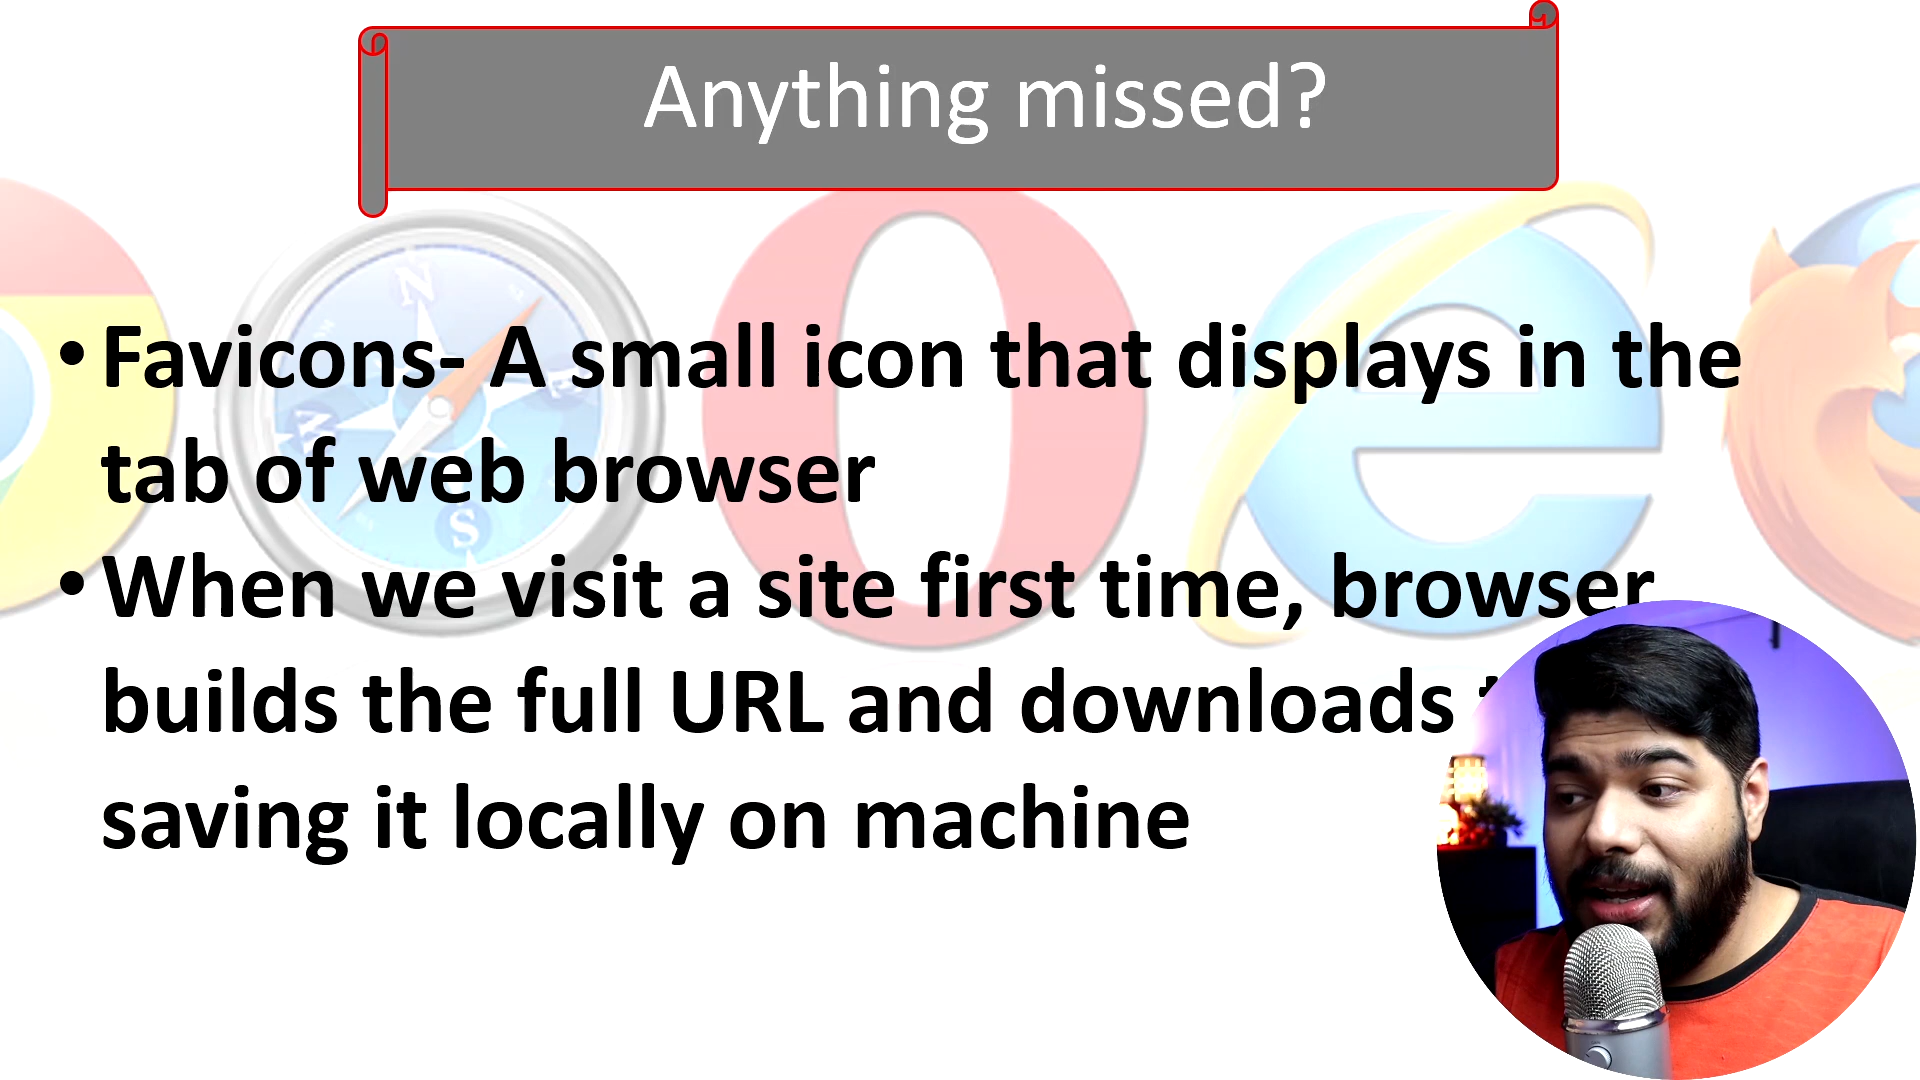 Anything missed?
• Favicons- A small icon that displays in the
tab of web browser
• When we visit a site first time, browser
builds the full URL and downloads
saving it locally on machine